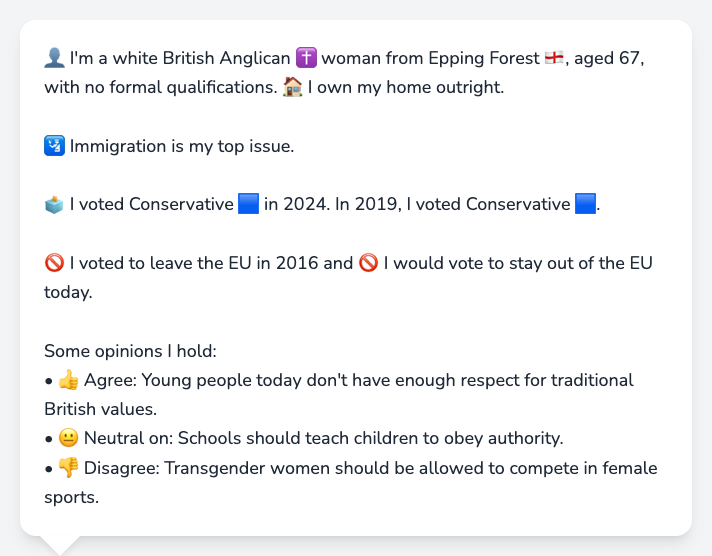 👤 I'm a white British Anglican ✝️ woman from Epping Forest 🏴󠁧󠁢󠁥󠁮󠁧󠁿, aged 67,
with no formal qualifications. 🏠 I own my home outright.
🛂 Immigration is my top issue.
🗳️ I voted Conservative 🟦 in 2024. In 2019, I voted Conservative 🟦.
🚫 I voted to leave the EU in 2016 and 🚫 I would vote to stay out of the EU
today.
Some opinions I hold:
• 👍 Agree: Young people today don't have enough respect for traditional
British values.
• 😐 Neutral on: Schools should teach children to obey authority.
• 👎 Disagree: Transgender women should be allowed to compete in female
sports.